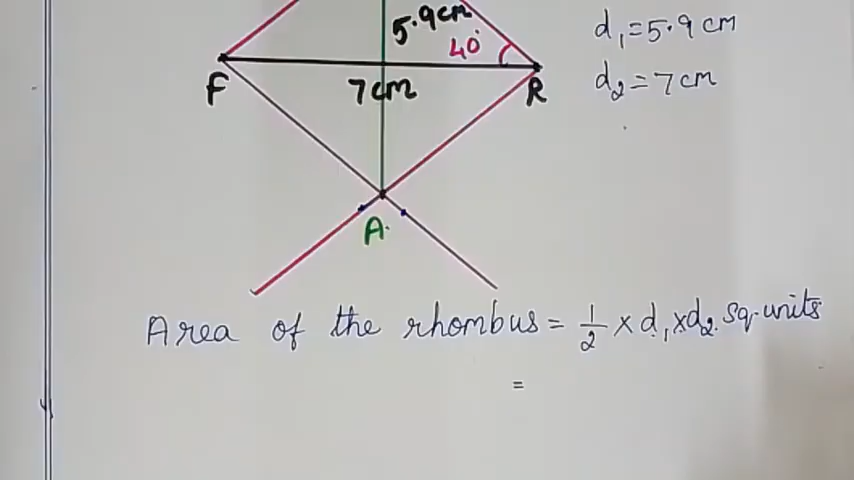 5.9cm
40°
F
7cm
R
A.
d₁ = 5.9 cm
d₂ = 7 cm
Area of the rhombus = 1/2 × d₁ × d₂ sq. units
=